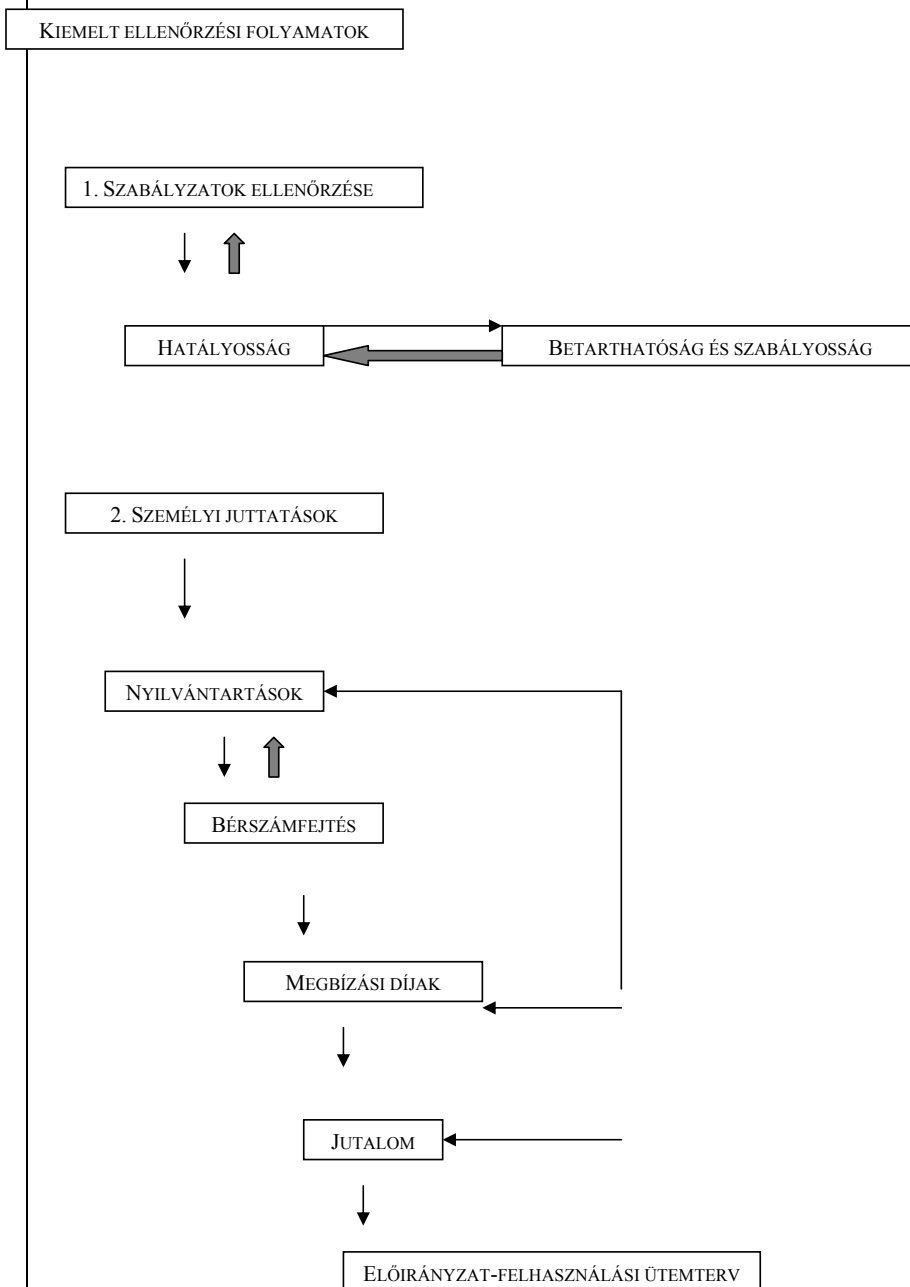 KIEMELT ELLENŐRZÉSI FOLYAMATOK
1. SZABÁLYZATOK ELLENŐRZÉSE
HATÁLYOSSÁG
BETARTHATÓSÁG ÉS SZABÁLYOSSÁG
2. SZEMÉLYI JUTTATÁSOK
NYILVÁNTARTÁSOK
BÉRSZÁMFEJTÉS
MEGBÍZÁSI DÍJAK
JUTALOM
ELŐIRÁNYZAT-FELHASZNÁLÁSI ÜTEMTERV